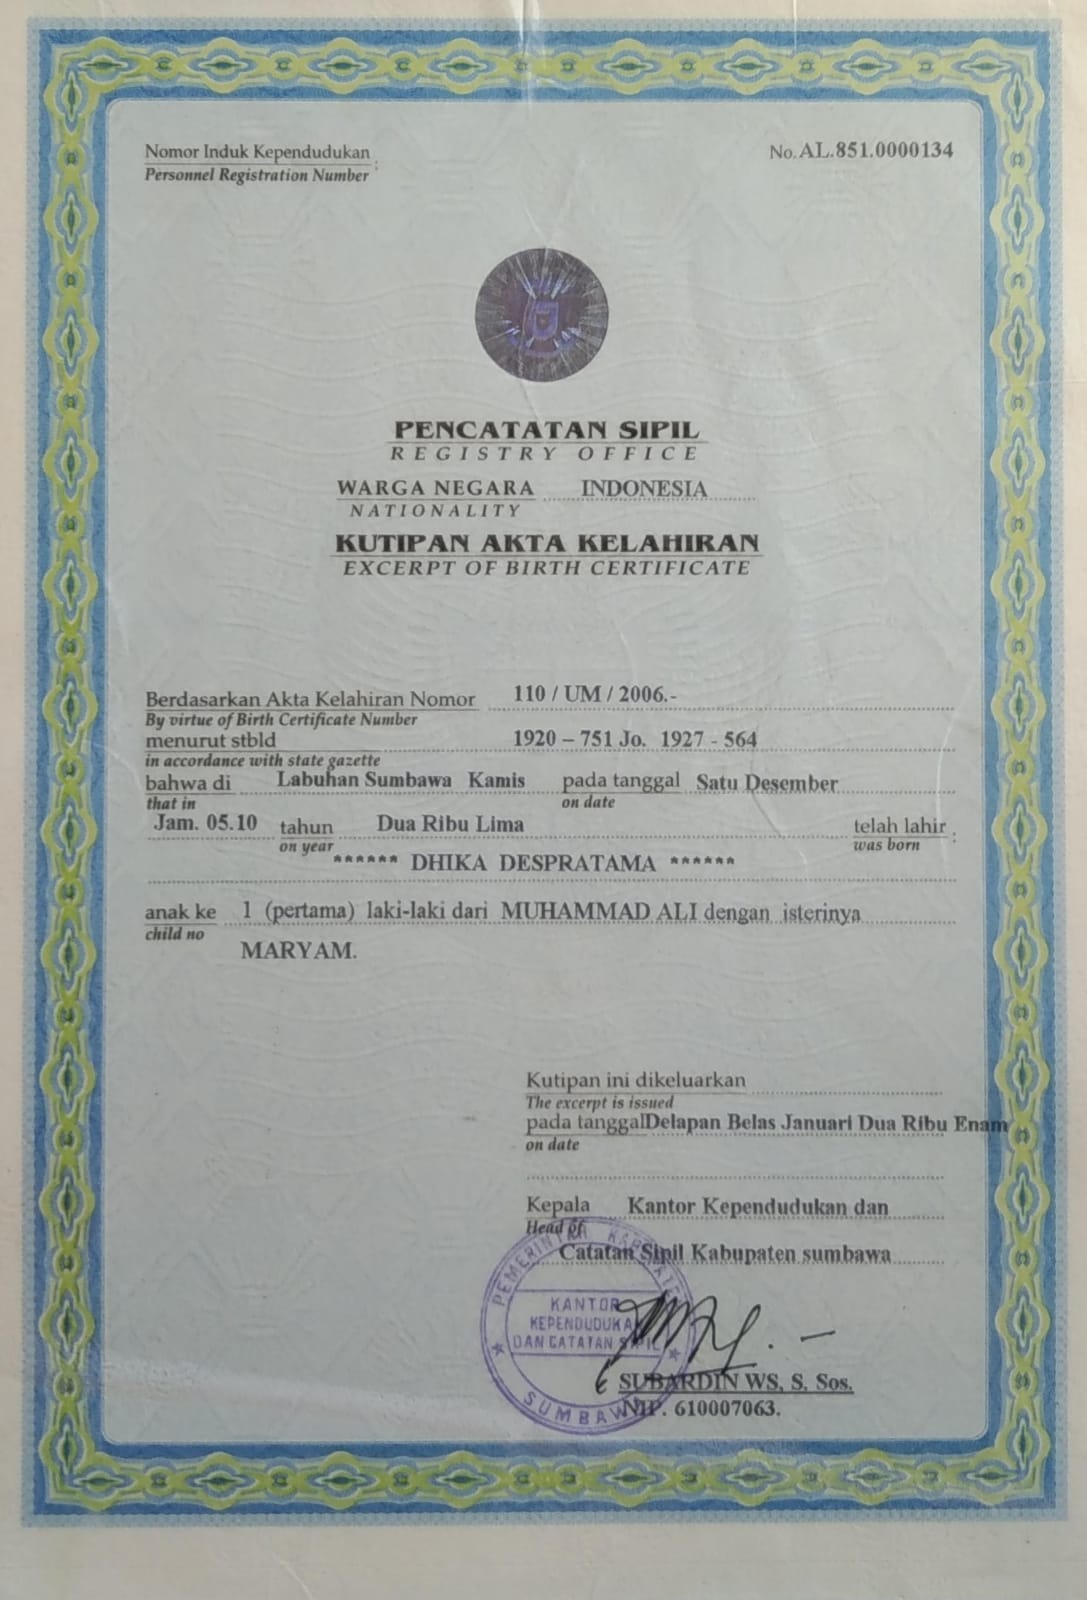 Nomor Induk Kependudukan :
Personnel Registration Number
No. AL.851.0000134
PENCATATAN SIPIL
REGISTRY OFFICE
WARGA NEGARA INDONESIA
NATIONALITY
KUTIPAN AKTA KELAHIRAN
EXCERPT OF BIRTH CERTIFICATE
Berdasarkan Akta Kelahiran Nomor 110 / UM / 2006.-
By virtue of Birth Certificate Number
menurut stbld 1920 – 751 Jo. 1927 - 564
in accordance with state gazette
bahwa di Labuhan Sumbawa Kamis pada tanggal Satu Desember
that in on date
Jam. 05.10 tahun Dua Ribu Lima telah lahir :
on year was born
****** DHIKA DESPRATAMA ******
anak ke 1 (pertama) laki-laki dari MUHAMMAD ALI dengan isterinya
child no
MARYAM.
Kutipan ini dikeluarkan
The excerpt is issued
pada tanggal Delapan Belas Januari Dua Ribu Enam
on date
Kepala Kantor Kependudukan dan
Head of
Catatan Sipil Kabupaten sumbawa
PEMERINTAH KABUPATEN
KANTOR
KEPENDUDUKAN
DAN CATATAN SIPIL
SUMBAWA
SUBARDIN WS, S. Sos.
NIP. 610007063.